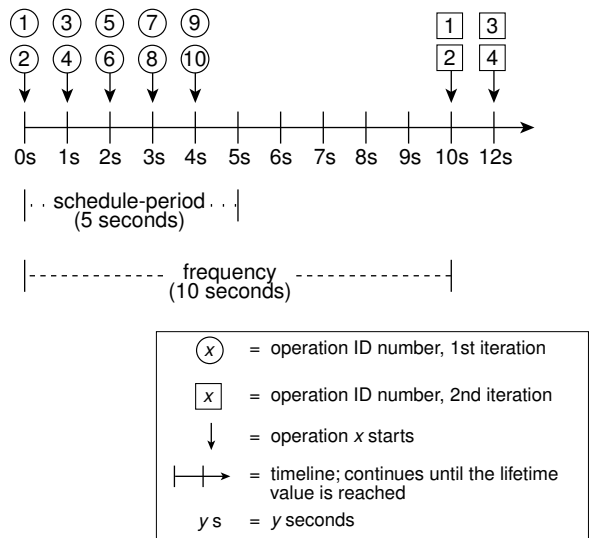 1 3 5 7 9 1 3
2 4 6 8 10 2 4
0s 1s 2s 3s 4s 5s 6s 7s 8s 9s 10s 12s
schedule-period
(5 seconds)
frequency
(10 seconds)
x = operation ID number, 1st iteration
x = operation ID number, 2nd iteration
= operation x starts
= timeline; continues until the lifetime
value is reached
y s = y seconds